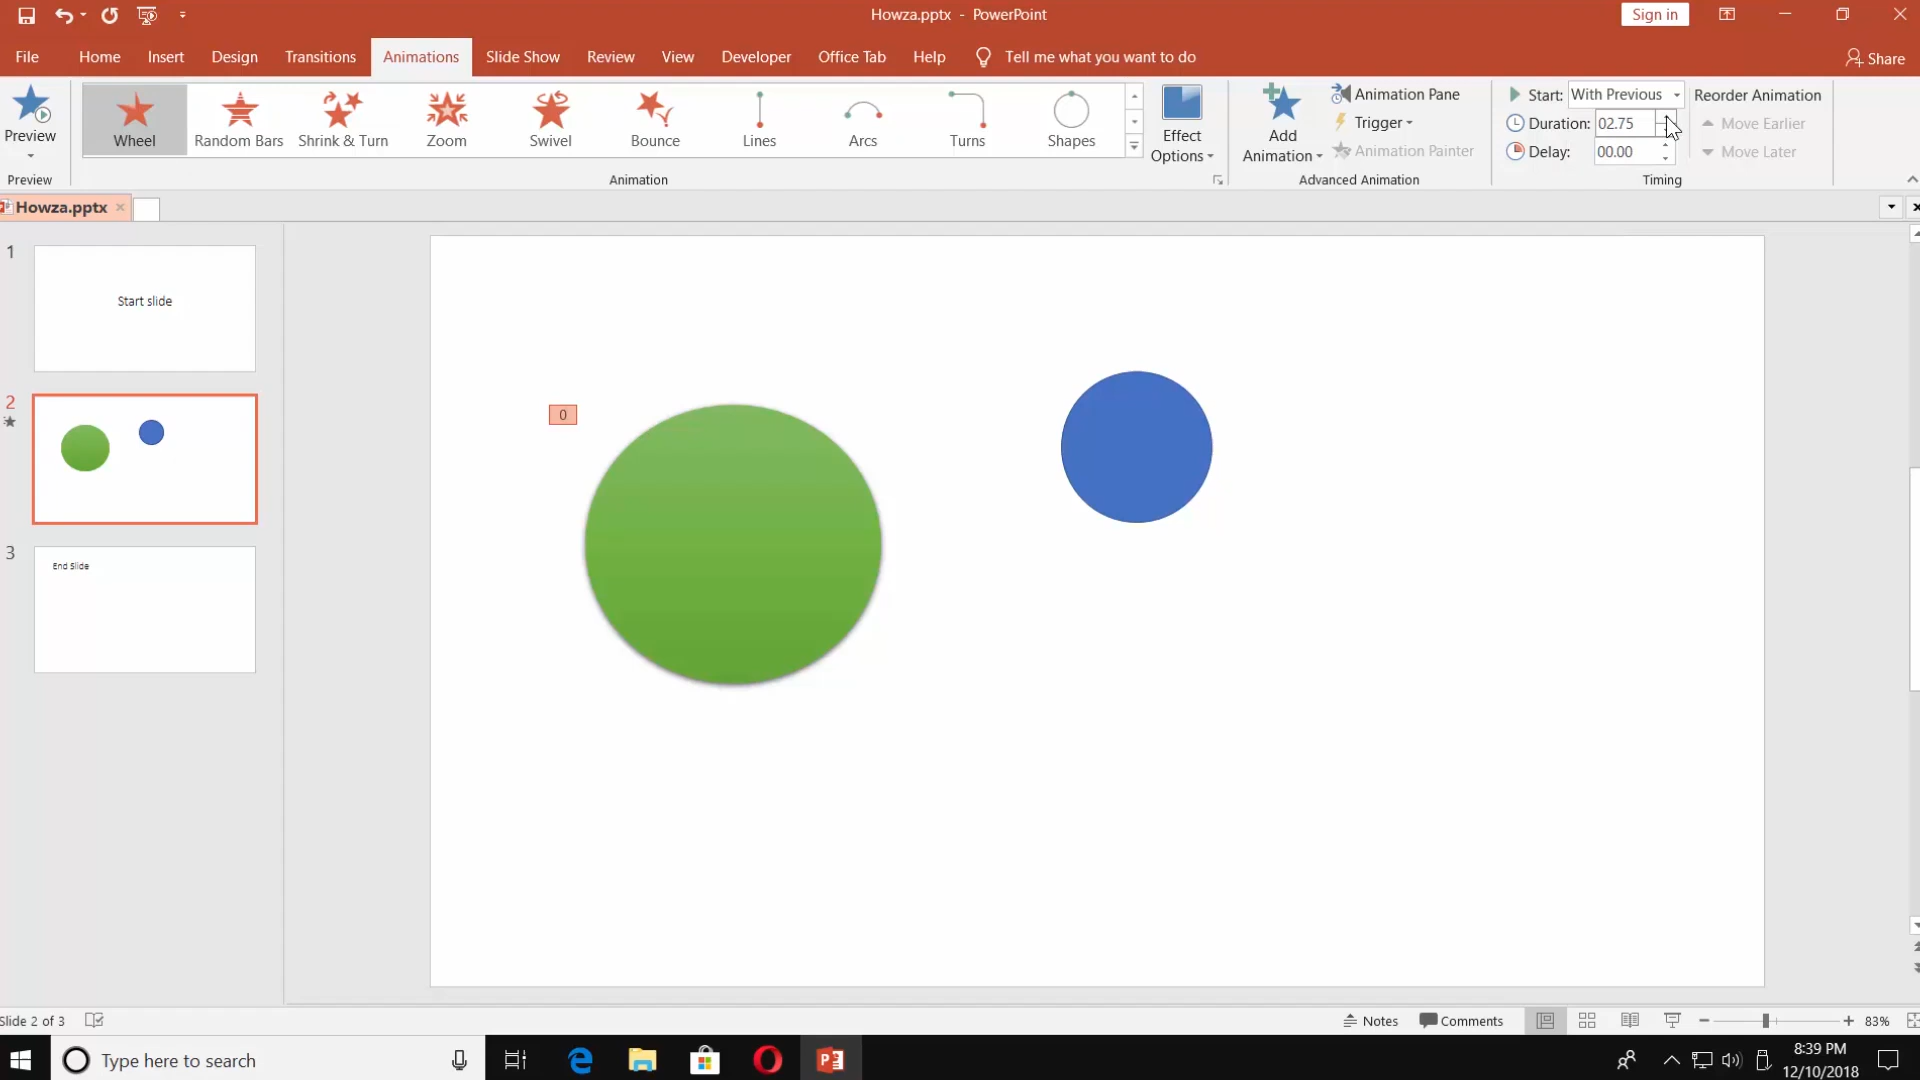 Howza.pptx - PowerPoint
Sign in
File Home Insert Design Transitions Animations Slide Show Review View Developer Office Tab Help Tell me what you want to do Share
Preview
Preview
Wheel Random Bars Shrink & Turn Zoom Swivel Bounce Lines Arcs Turns Shapes
Animation
Effect
Options
Add
Animation
Animation Pane
Trigger
Animation Painter
Advanced Animation
Start: With Previous
Duration: 02.75
Delay: 00.00
Timing
Reorder Animation
Move Earlier
Move Later
Howza.pptx
1
Start slide
2
3
End Slide
0
Slide 2 of 3
Notes Comments 83%
Type here to search
8:39 PM
12/10/2018